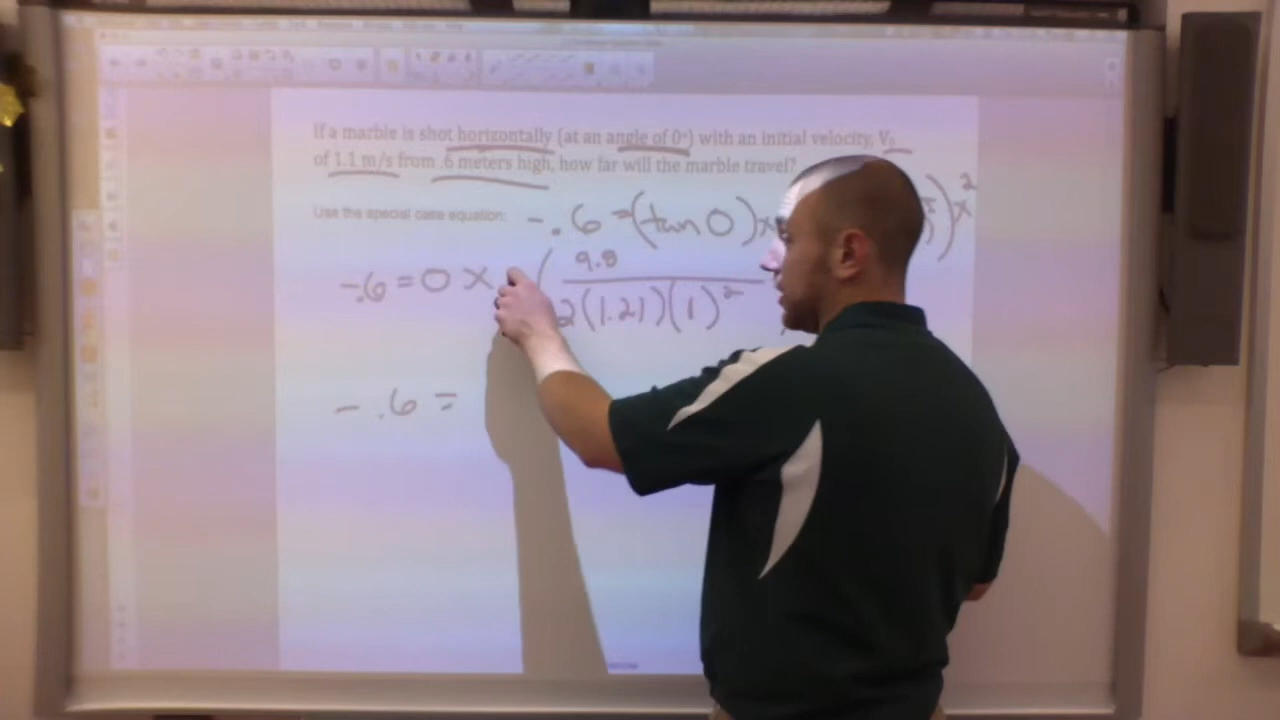 If a marble is shot horizontally (at an angle of 0°) with an initial velocity, V₀
of 1.1 m/s from .6 meters high, how far will the marble travel?
Use the special case equation: -.6 =(tan 0)x )x²
-.6 = 0 x ( 9.8 / 2(1.21)(1)²
- .6 =